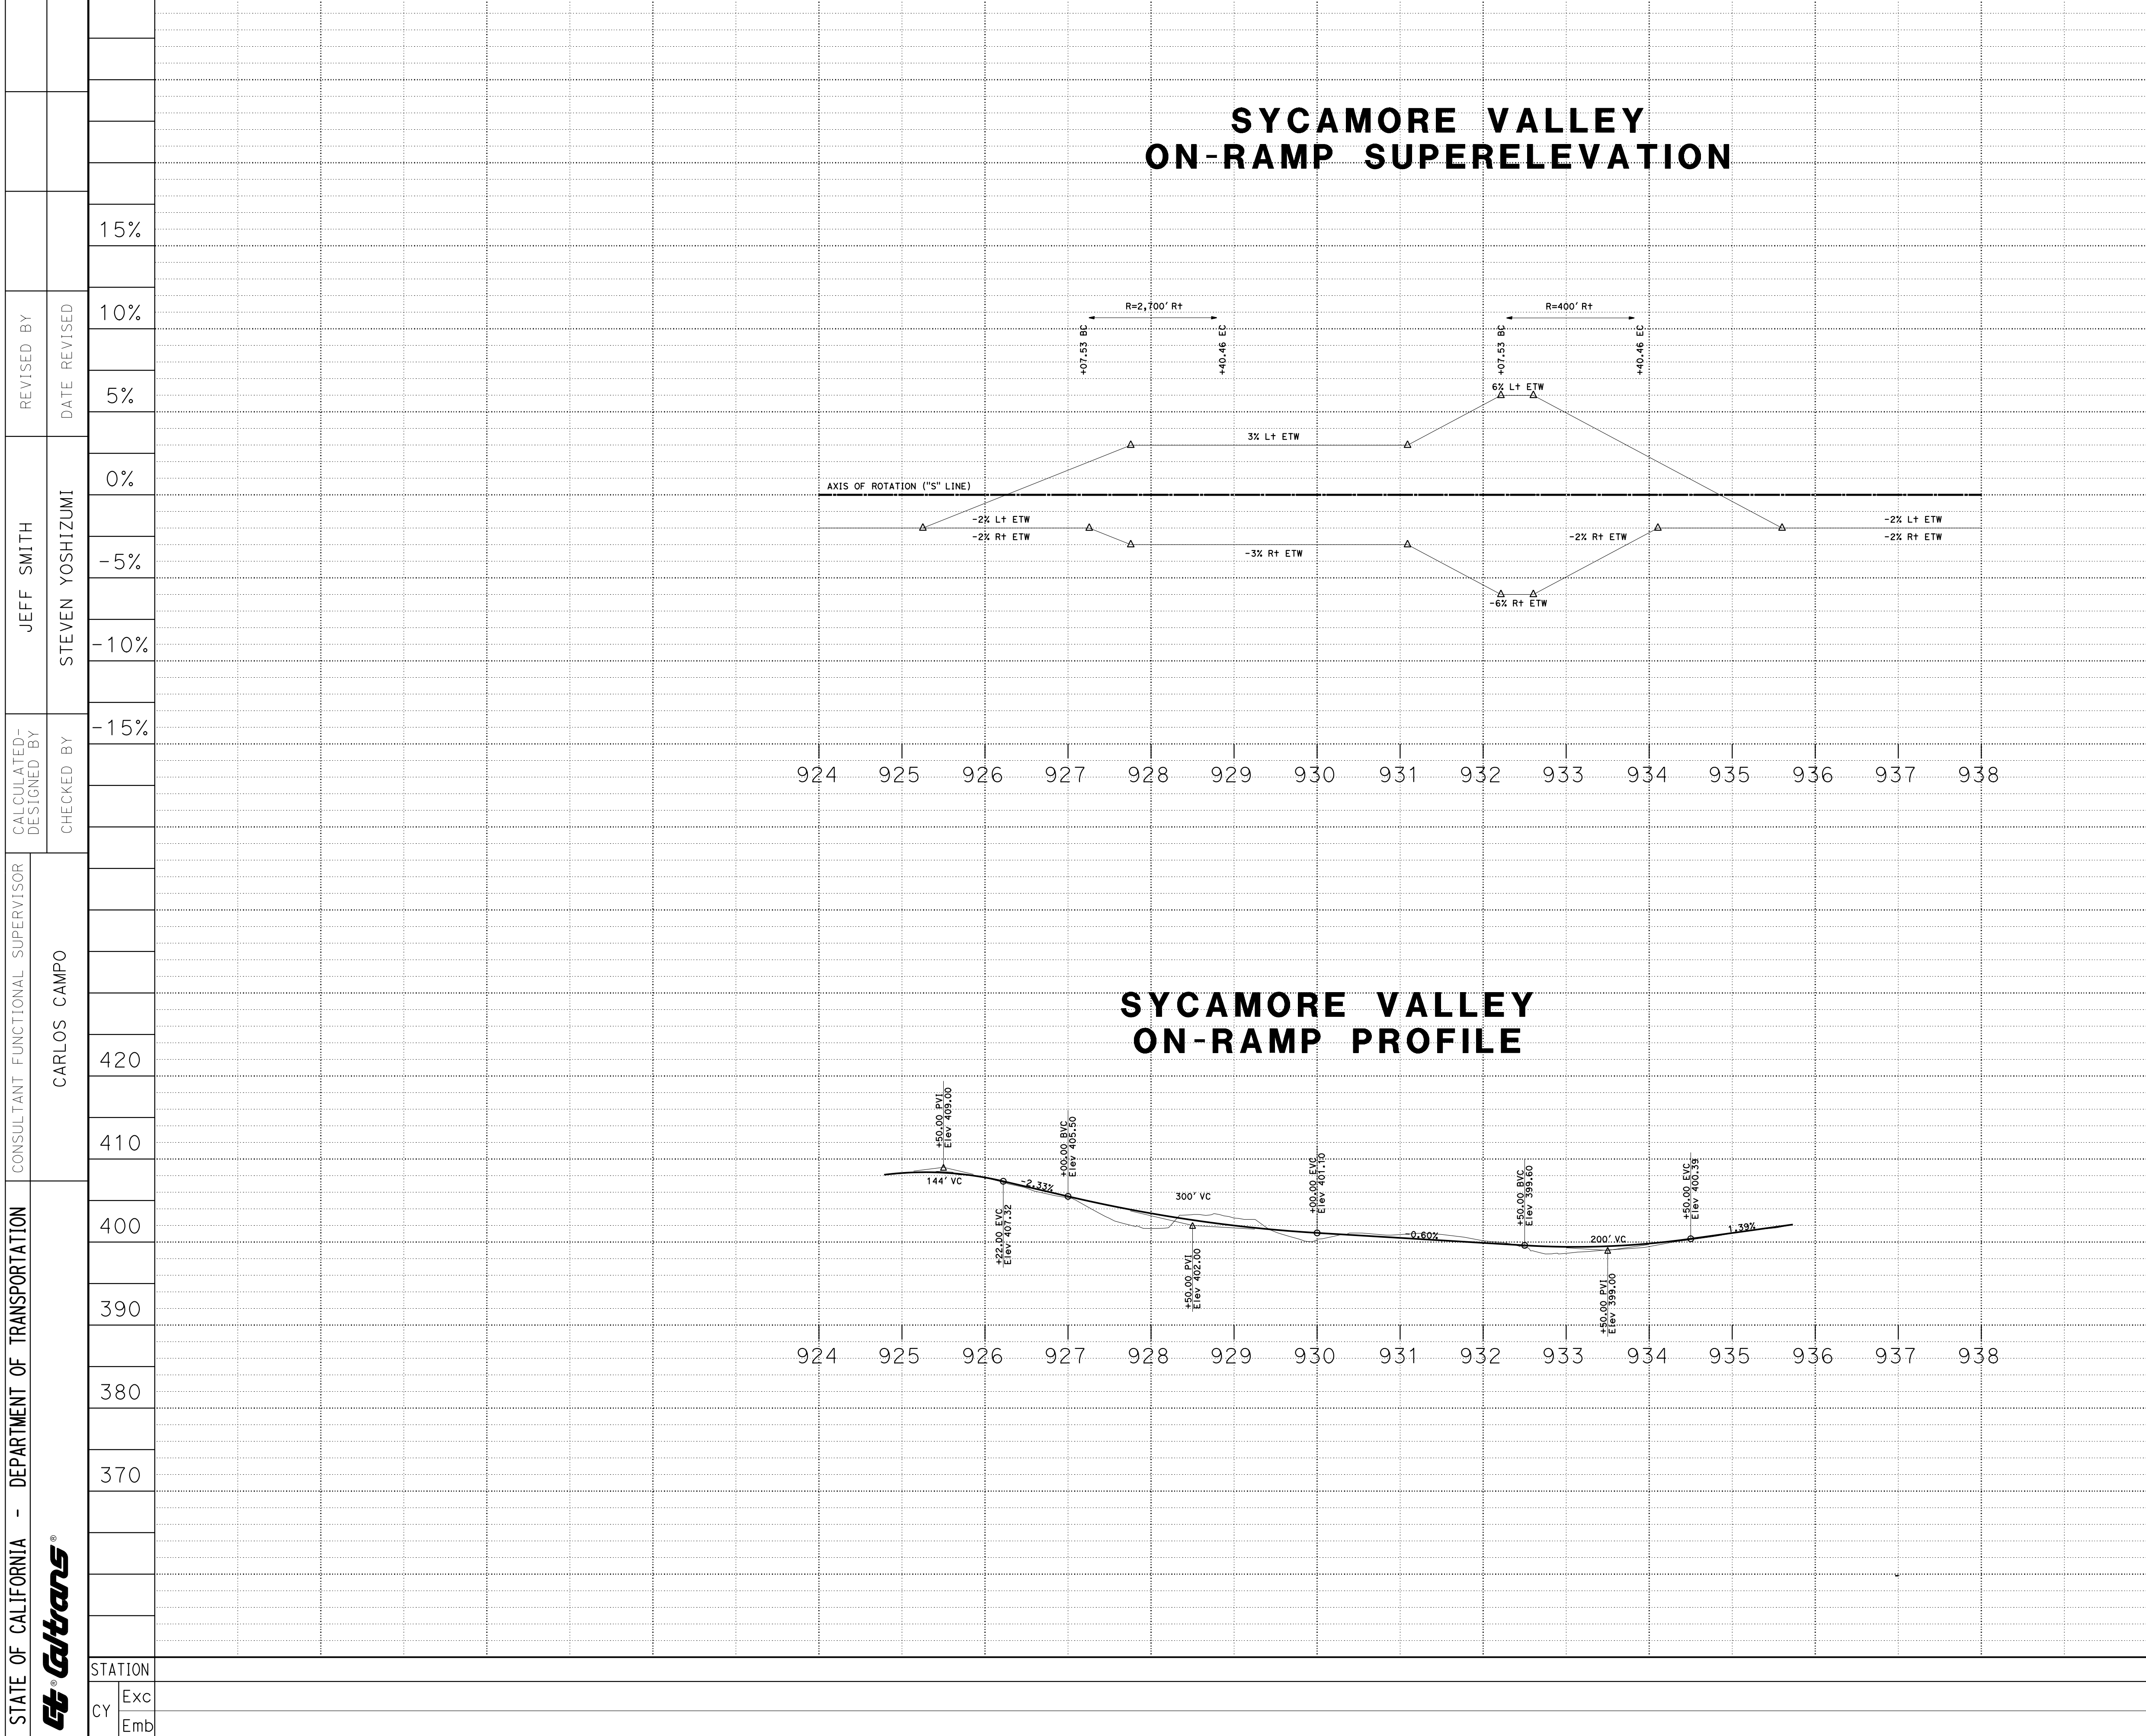 SYCAMORE VALLEY
ON-RAMP SUPERELEVATION
15%
10%
5%
0%
-5%
-10%
-15%
R=2,700' Rt
+07.53 BC
+40.46 EC
R=400' Rt
+07.53 BC
+40.46 EC
6% Lt ETW
3% Lt ETW
AXIS OF ROTATION ("S" LINE)
-2% Lt ETW
-2% Rt ETW
-3% Rt ETW
-2% Rt ETW
-6% Rt ETW
-2% Lt ETW
-2% Rt ETW
924 925 926 927 928 929 930 931 932 933 934 935 936 937 938
SYCAMORE VALLEY
ON-RAMP PROFILE
420
410
400
390
380
370
+50.00 PVI
Elev 409.00
144' VC
+22.00 EVC
Elev 407.32
-2.33%
+00.00 BVC
Elev 405.50
300' VC
+50.00 PVI
Elev 402.00
+00.00 EVC
Elev 401.10
-0.60%
+50.00 BVC
Elev 399.60
200' VC
+50.00 PVI
Elev 399.00
+50.00 EVC
Elev 400.39
1.39%
924 925 926 927 928 929 930 931 932 933 934 935 936 937 938
STATION
CY
Exc
Emb
REVISED BY
DATE REVISED
JEFF SMITH
STEVEN YOSHIZUMI
CALCULATED-
DESIGNED BY
CHECKED BY
CONSULTANT FUNCTIONAL SUPERVISOR
CARLOS CAMPO
STATE OF CALIFORNIA - DEPARTMENT OF TRANSPORTATION
Ct® Caltrans®